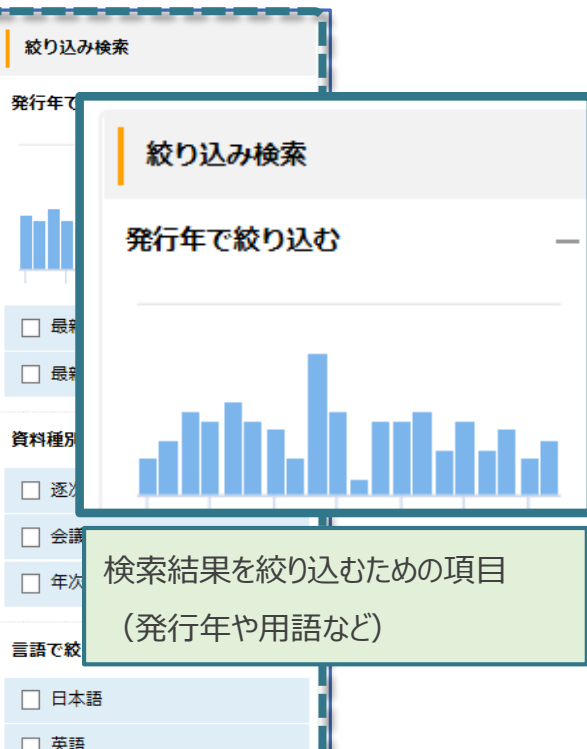 絞り込み検索
発行年で
絞り込み検索
発行年で絞り込む
最新
最新
資料種別
逐次
会議
年次
検索結果を絞り込むための項目
（発行年や用語など）
言語で絞
日本語
英語